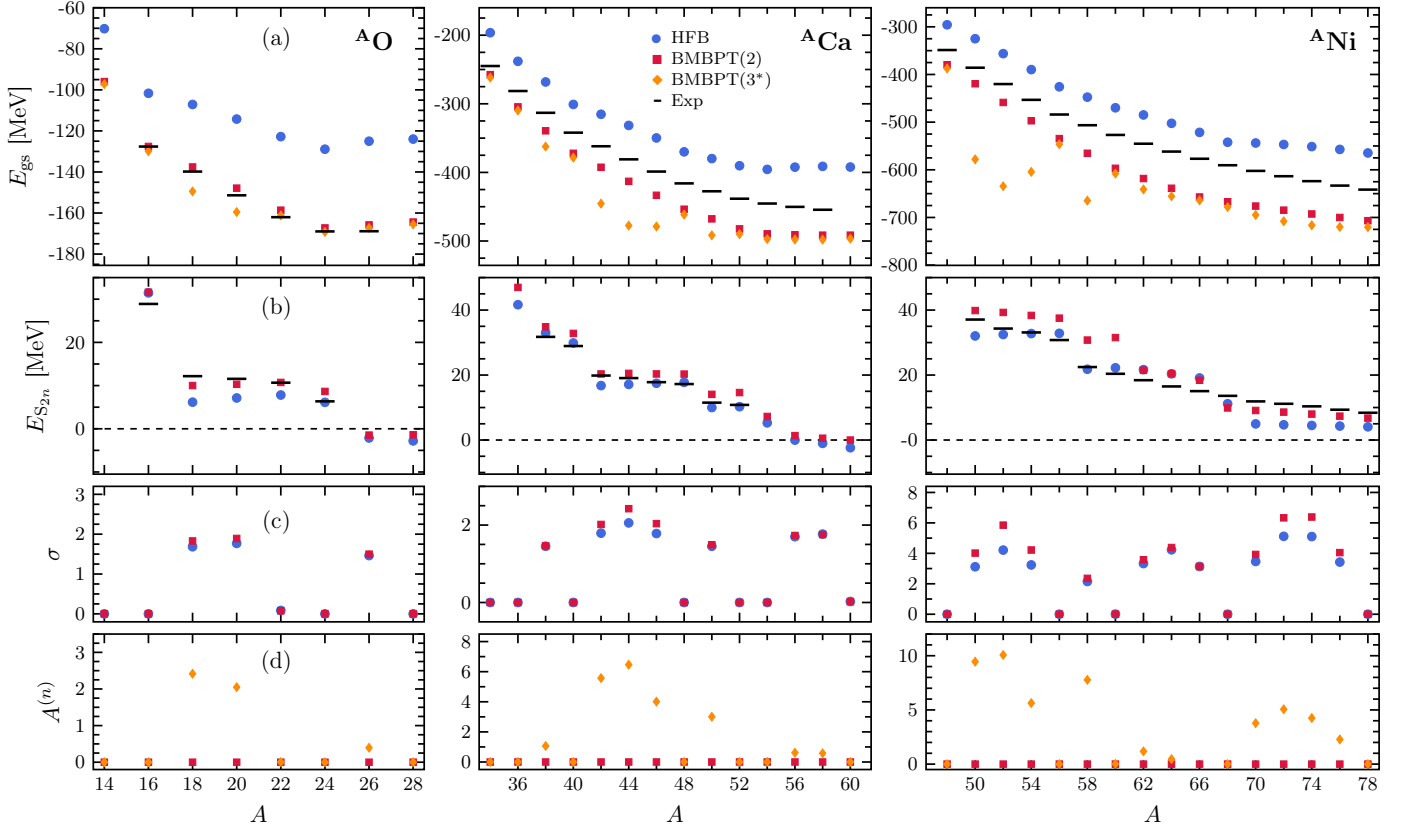 (a)
ᴬO
ᴬCa
ᴬNi
HFB
BMBPT(2)
BMBPT(3*)
Exp
E_gs [MeV]
-60
-80
-100
-120
-140
-160
-180
-200
-300
-400
-500
-300
-400
-500
-600
-700
-800
(b)
E_S₂ₙ [MeV]
20
0
40
20
0
40
20
-0
(c)
σ
3
2
1
0
2
0
8
6
4
2
0
(d)
A⁽ⁿ⁾
3
2
1
0
8
6
4
2
0
10
5
0
14 16 18 20 22 24 26 28
36 40 44 48 52 56 60
50 54 58 62 66 70 74 78
A A A